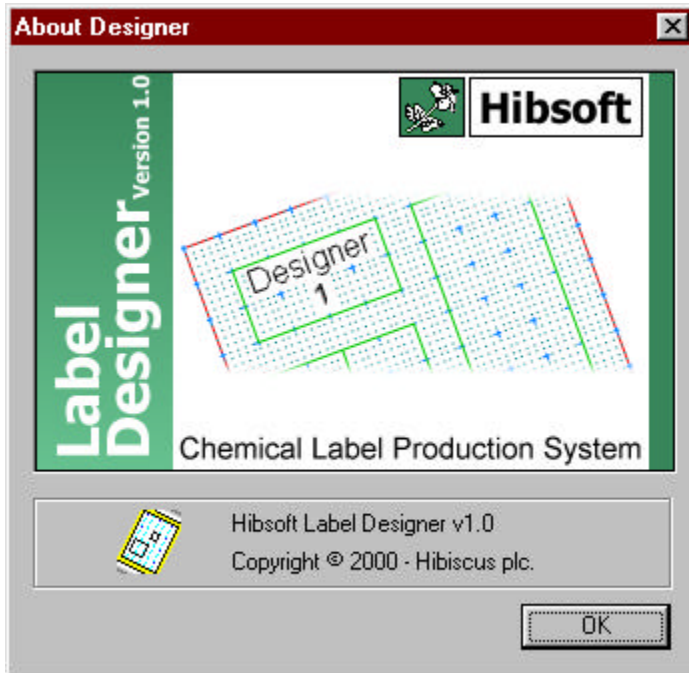 About Designer
Label
Designer Version 1.0
Hibsoft
Designer
1
Chemical Label Production System
Hibsoft Label Designer v1.0
Copyright © 2000 - Hibiscus plc.
OK